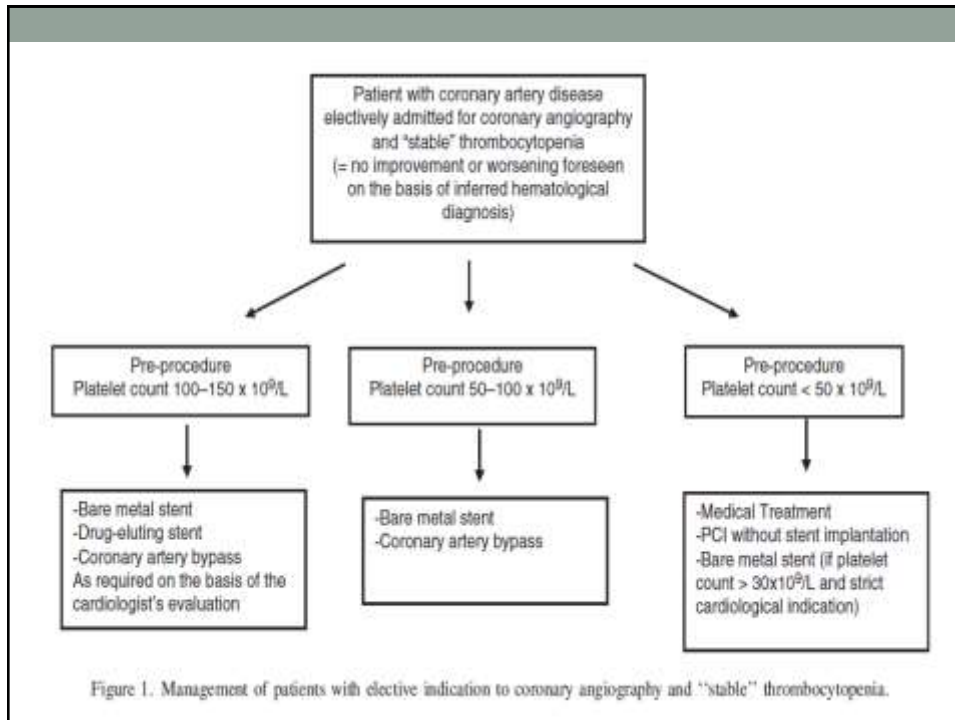 Patient with coronary artery disease
electively admitted for coronary angiography
and "stable" thrombocytopenia
(= no improvement or worsening foreseen
on the basis of inferred hematological
diagnosis)
Pre-procedure
Platelet count 100–150 x 10⁹/L
Pre-procedure
Platelet count 50–100 x 10⁹/L
Pre-procedure
Platelet count < 50 x 10⁹/L
-Bare metal stent
-Drug-eluting stent
-Coronary artery bypass
As required on the basis of the
cardiologist's evaluation
-Bare metal stent
-Coronary artery bypass
-Medical Treatment
-PCI without stent implantation
-Bare metal stent (if platelet
count > 30x10⁹/L and strict
cardiological indication)
Figure 1. Management of patients with elective indication to coronary angiography and ‘‘stable’’ thrombocytopenia.